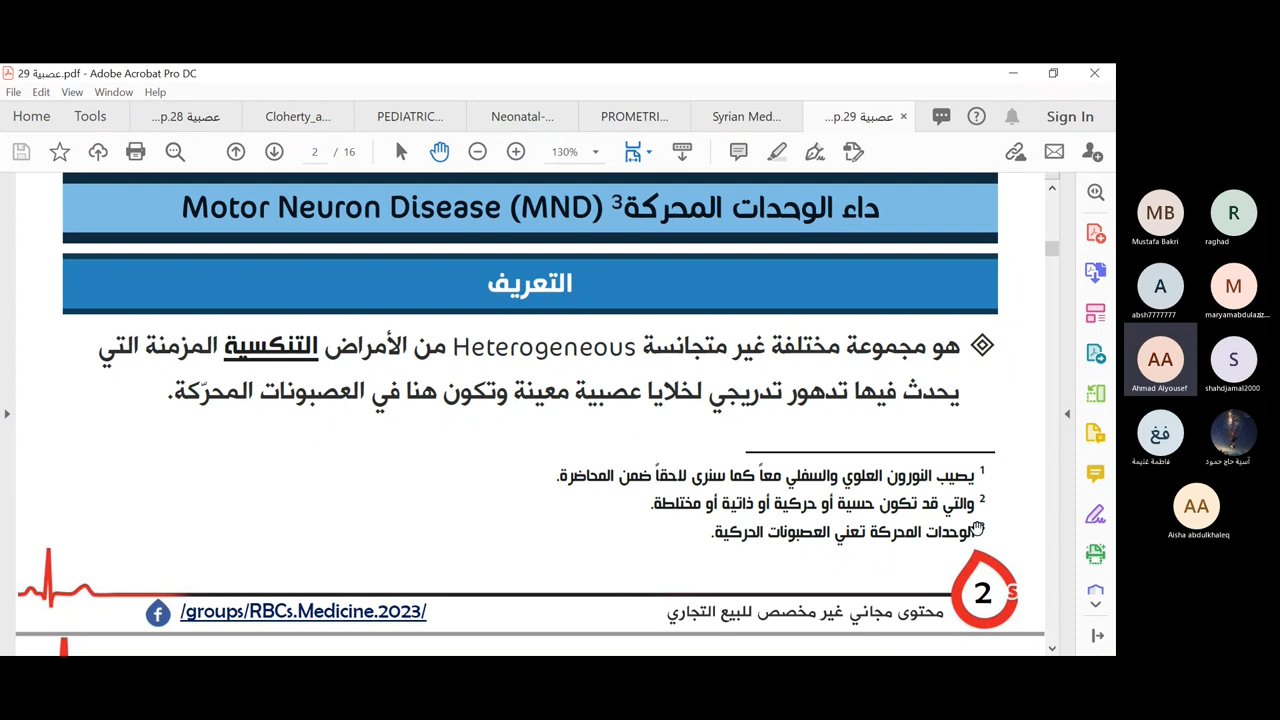 عصبية 29.pdf - Adobe Acrobat Pro DC
File Edit View Window Help
Home Tools ...p.28 عصبية Cloherty_a... PEDIATRIC... Neonatal-... PROMETRI... Syrian Med... ...p.29 عصبية × Sign In
2 / 16 130%
داء الوحدات المحركة³ Motor Neuron Disease (MND)
التعريف
هو مجموعة مختلفة غير متجانسة Heterogeneous من الأمراض التنكسية المزمنة التي
يحدث فيها تدهور تدريجي لخلايا عصبية معينة وتكون هنا في العصبونات المحرّكة.
¹ يصيب النورون العلوي والسفلي معاً كما سنرى لاحقاً ضمن المحاضرة.
² والتي قد تكون حسية أو حركية أو ذاتية أو مختلطة.
الوحدات المحركة تعني العصبونات الحركية.
2
محتوى مجاني غير مخصص للبيع التجاري
/groups/RBCs.Medicine.2023/
MB R
Mustafa Bakri raghad
A M
absh7777777 maryamabdulaziz...
AA S
Ahmad Alyousef shahdjamal2000
فغ
فاطمة غنيمة آسية حاج حمود
AA
Aisha abdulkhaleq